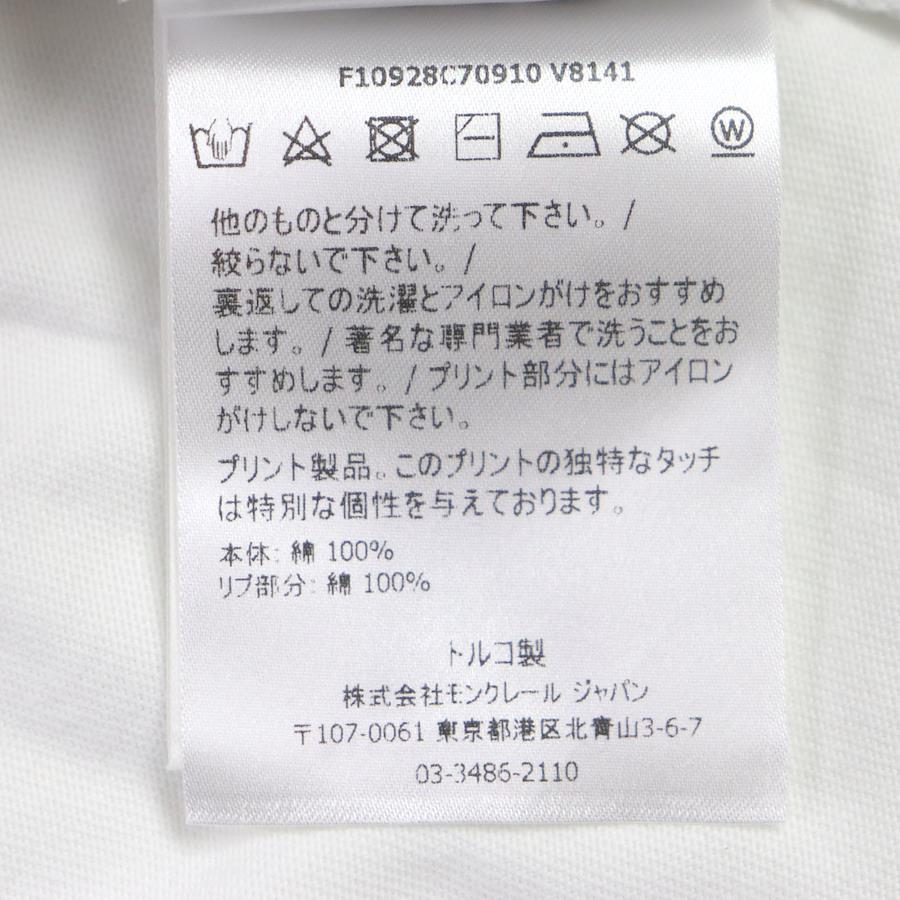 F10928C70910 V8141
W
他のものと分けて洗って下さい。/
絞らないで下さい。/
裏返しての洗濯とアイロンがけをおすすめ
します。/ 著名な専門業者で洗うことをお
すすめします。/ プリント部分にはアイロン
がけしないで下さい。
プリント製品。このプリントの独特なタッチ
は特別な個性を与えております。
本体: 綿 100%
リブ部分: 綿 100%
トルコ製
株式会社モンクレール ジャパン
〒107-0061 東京都港区北青山3-6-7
03-3486-2110